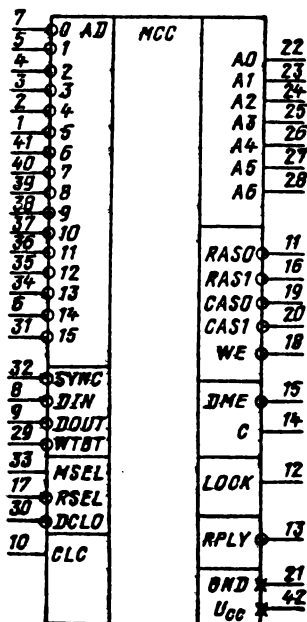 7 0 AD
5 1
4 2
3 3
2 4
1 5
41 6
40 7
39 8
38 9
37 10
36 11
35 12
34 13
6 14
31 15
32 SYNC
8 DIN
9 DOUT
29 WTBT
33 MSEL
17 RSEL
30 DCLO
10 CLC
MCC
A0 22
A1 23
A2 24
A3 25
A4 26
A5 27
A6 28
RAS0 11
RAS1 16
CAS0 19
CAS1 20
WE 18
DME 15
C 14
LOOK 12
RPLY 13
GND 21
UCC 42